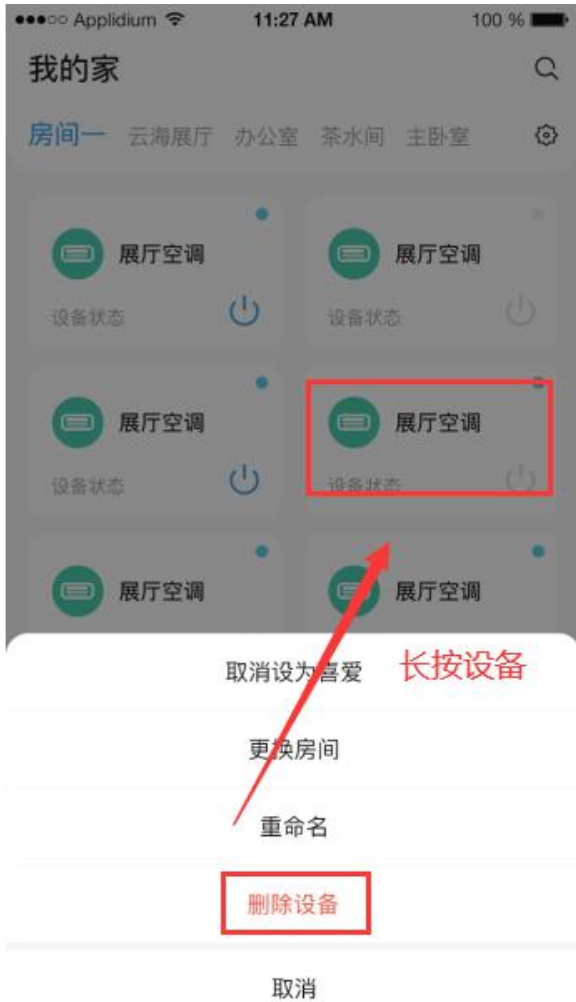 Applidium 11:27 AM 100 %
我的家
房间一 云海展厅 办公室 茶水间 主卧室
展厅空调 展厅空调
设备状态 设备状态
展厅空调 展厅空调
设备状态 设备状态
展厅空调 展厅空调
取消设为喜爱 长按设备
更换房间
重命名
删除设备
取消